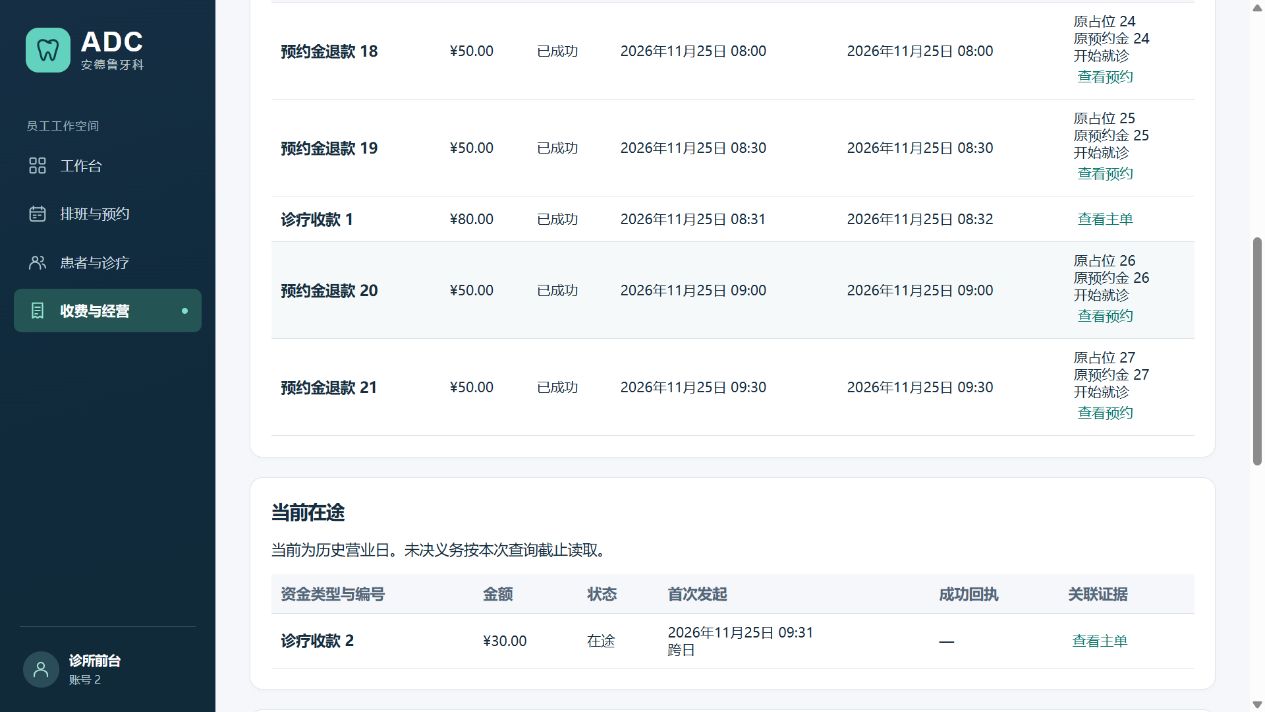 ADC
安德鲁牙科
员工工作空间
工作台
排班与预约
患者与诊疗
收费与经营
诊所前台
账号 2
预约金退款 18 ¥50.00 已成功 2026年11月25日 08:00 2026年11月25日 08:00 原占位 24
原预约金 24
开始就诊
查看预约
预约金退款 19 ¥50.00 已成功 2026年11月25日 08:30 2026年11月25日 08:30 原占位 25
原预约金 25
开始就诊
查看预约
诊疗收款 1 ¥80.00 已成功 2026年11月25日 08:31 2026年11月25日 08:32 查看主单
预约金退款 20 ¥50.00 已成功 2026年11月25日 09:00 2026年11月25日 09:00 原占位 26
原预约金 26
开始就诊
查看预约
预约金退款 21 ¥50.00 已成功 2026年11月25日 09:30 2026年11月25日 09:30 原占位 27
原预约金 27
开始就诊
查看预约
当前在途
当前为历史营业日。未决义务按本次查询截止读取。
资金类型与编号 金额 状态 首次发起 成功回执 关联证据
诊疗收款 2 ¥30.00 在途 2026年11月25日 09:31
跨日 — 查看主单